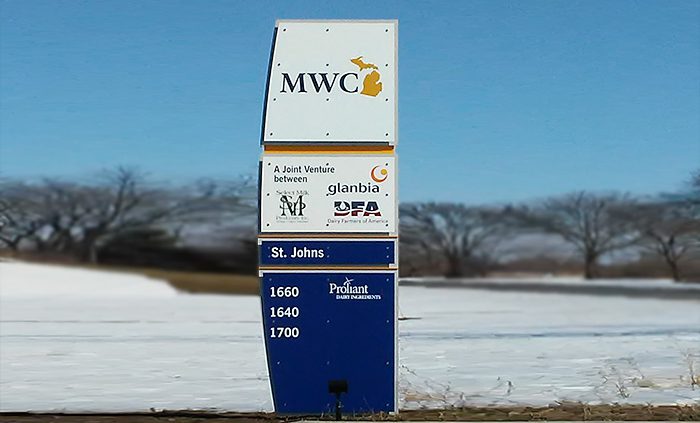 MWC
A Joint Venture
between
glanbia
Select Milk
SMP
Producers Inc
DFA
Dairy Farmers of America
St. Johns
1660
Proliant
DAIRY INGREDIENTS
1640
1700